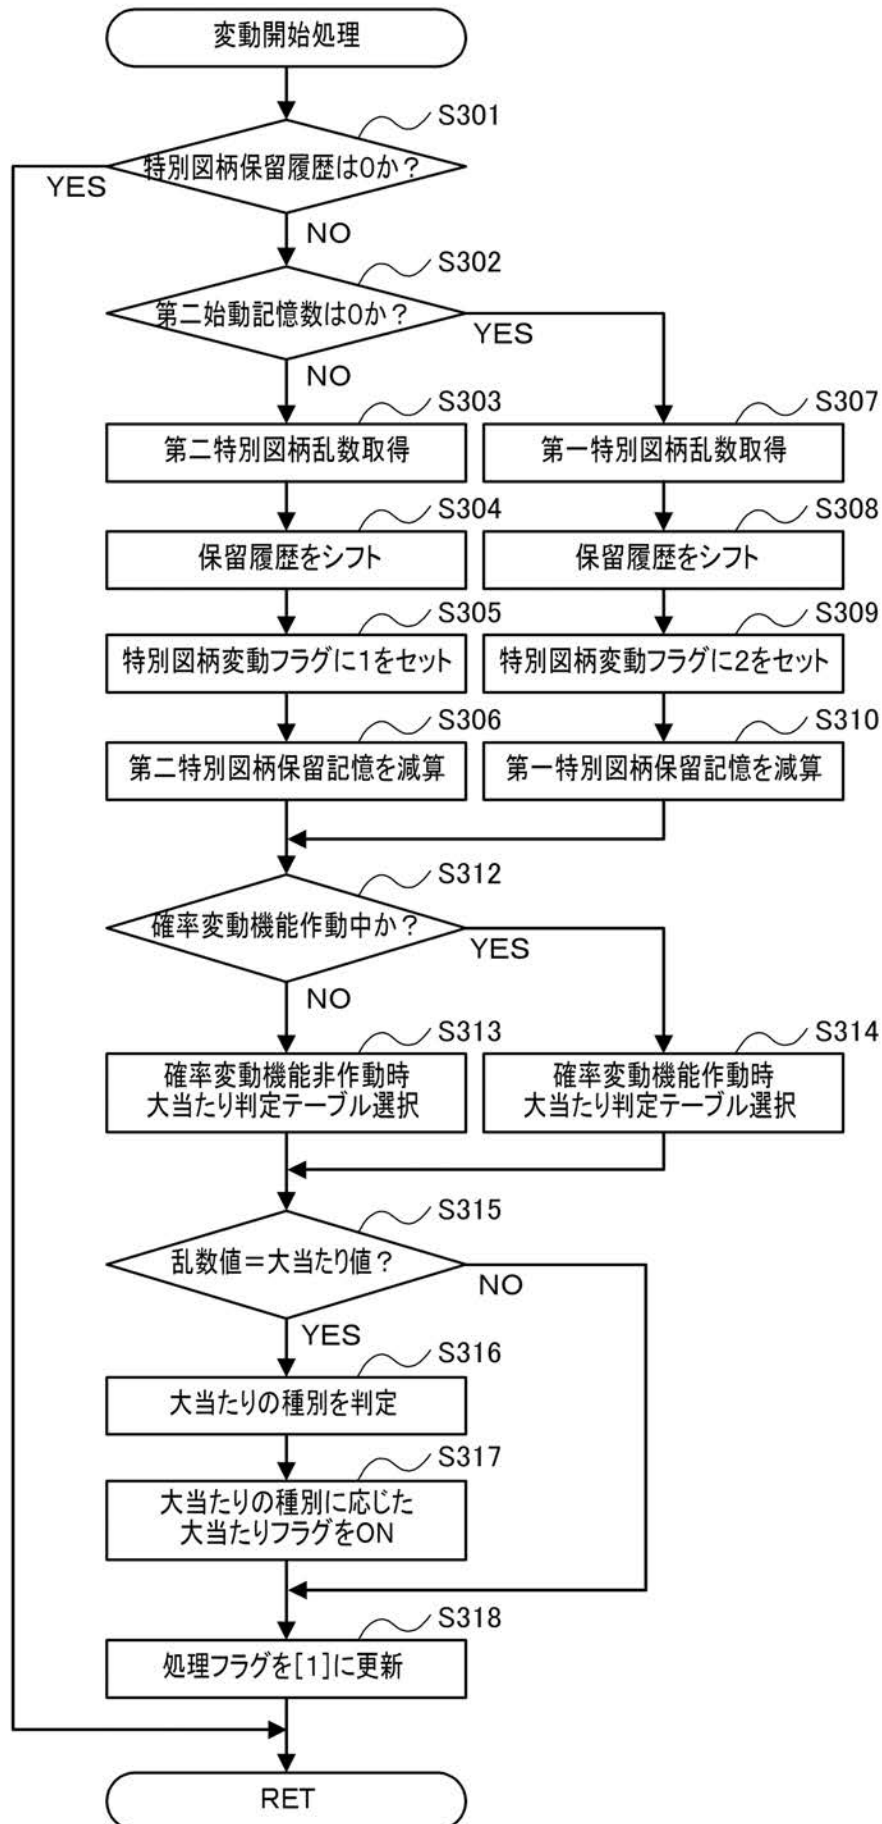 変動開始処理
S301
特別図柄保留履歴は0か？
YES
NO
S302
第二始動記憶数は0か？
YES
NO
S303
第二特別図柄乱数取得
S307
第一特別図柄乱数取得
S304
保留履歴をシフト
S308
保留履歴をシフト
S305
特別図柄変動フラグに1をセット
S309
特別図柄変動フラグに2をセット
S306
第二特別図柄保留記憶を減算
S310
第一特別図柄保留記憶を減算
S312
確率変動機能作動中か？
YES
NO
S313
確率変動機能非作動時
大当たり判定テーブル選択
S314
確率変動機能作動時
大当たり判定テーブル選択
S315
乱数値＝大当たり値？
NO
YES
S316
大当たりの種別を判定
S317
大当たりの種別に応じた
大当たりフラグをON
S318
処理フラグを[1]に更新
RET